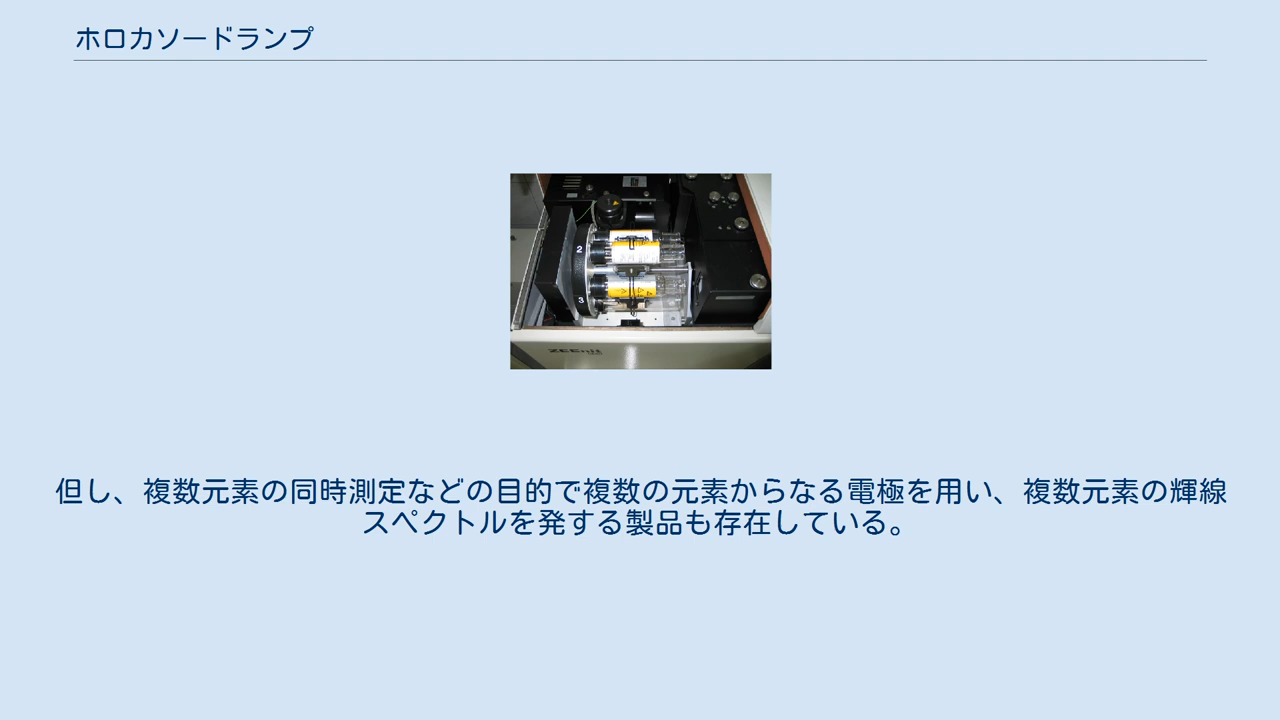 ホロカソードランプ
2
3
ZEEnit
但し、複数元素の同時測定などの目的で複数の元素からなる電極を用い、複数元素の輝線
スペクトルを発する製品も存在している。